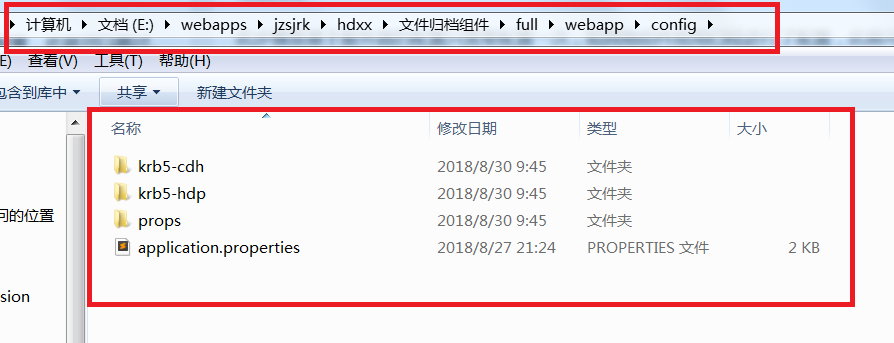 计算机 文档 (E:) webapps jzsjrk hdxx 文件归档组件 full webapp config
E) 查看(V) 工具(T) 帮助(H)
包含到库中 共享 新建文件夹
名称 修改日期 类型 大小
krb5-cdh 2018/8/30 9:45 文件夹
krb5-hdp 2018/8/30 9:45 文件夹
问的位置
props 2018/8/30 9:45 文件夹
application.properties 2018/8/27 21:24 PROPERTIES 文件 2 KB
sion